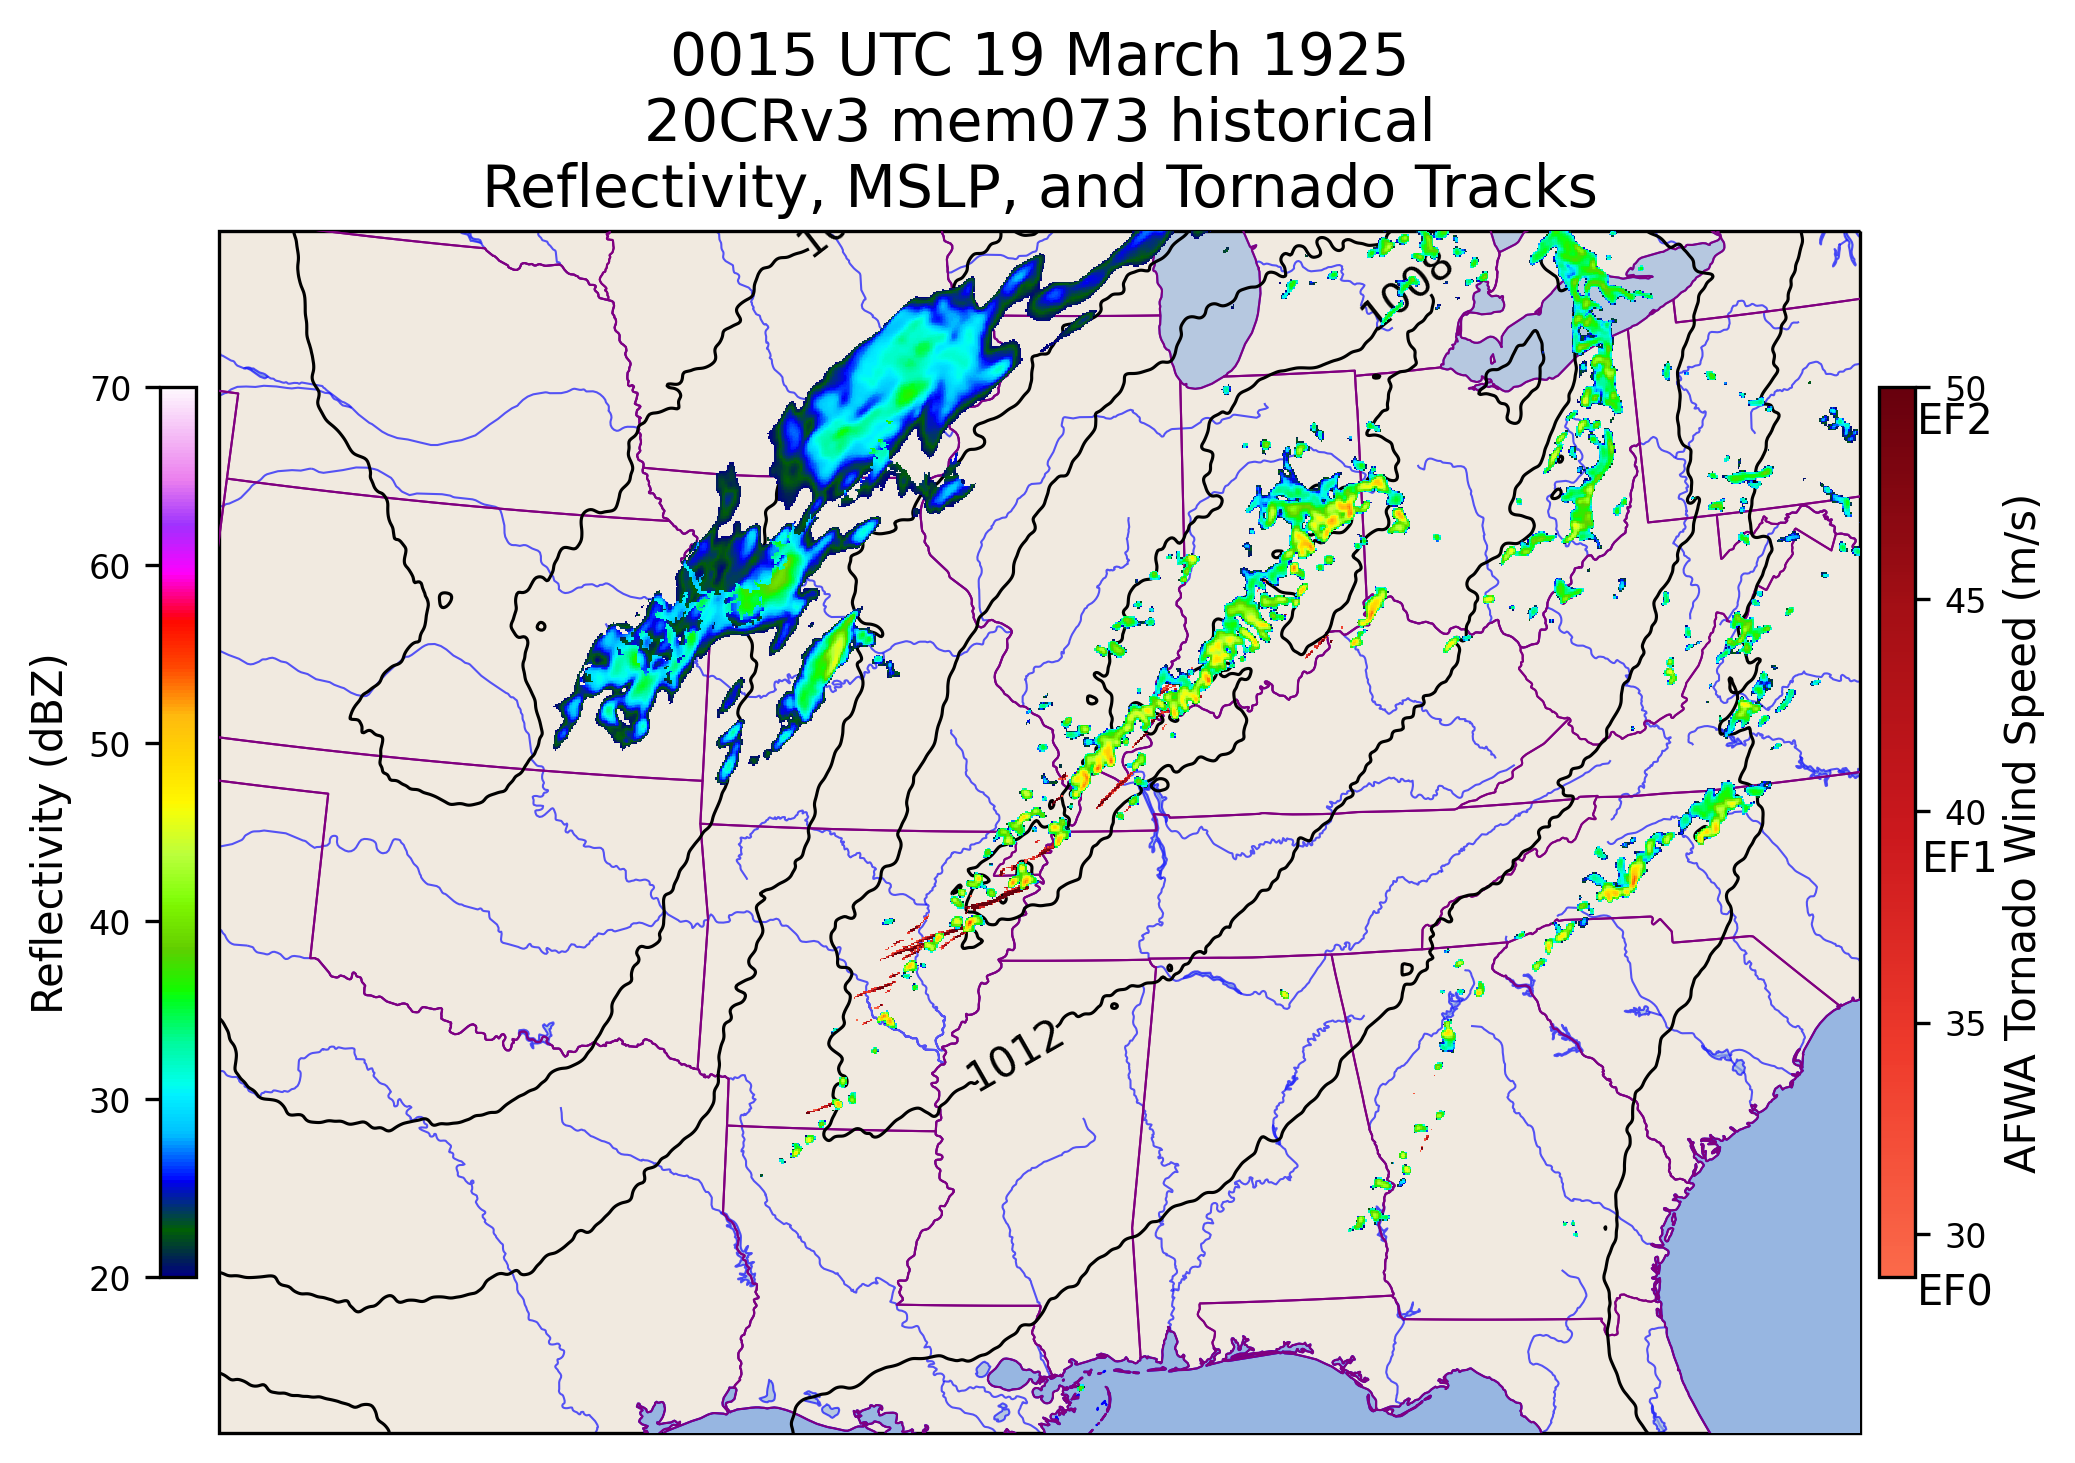 0015 UTC 19 March 1925
20CRv3 mem073 historical
Reflectivity, MSLP, and Tornado Tracks
1008
1012
Reflectivity (dBZ)
70
60
50
40
30
20
50
EF2
45
40
EF1
35
30
EF0
AFWA Tornado Wind Speed (m/s)